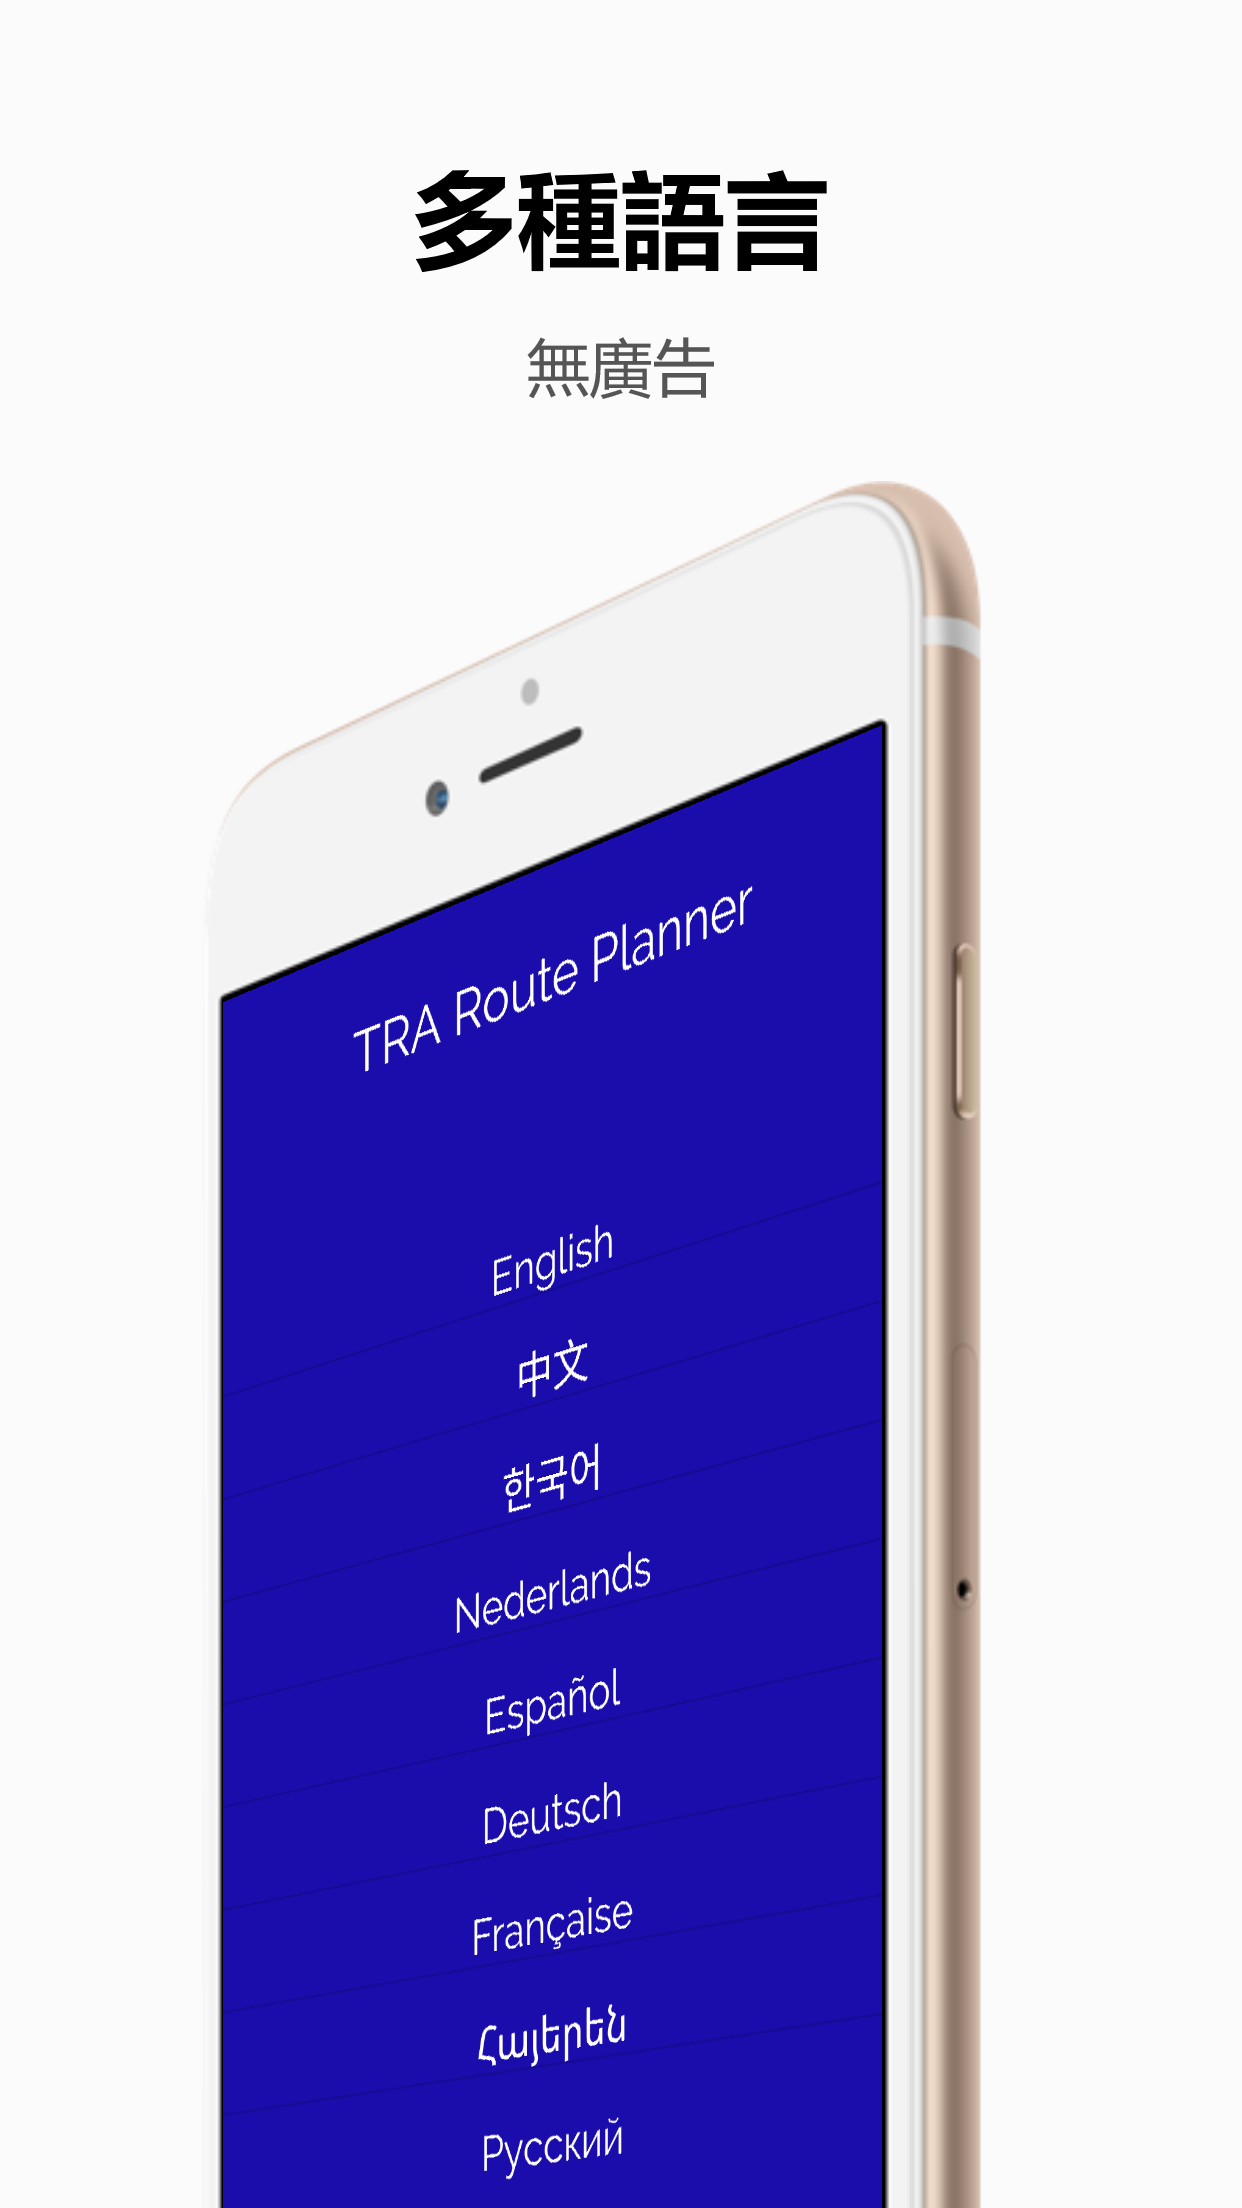 多種語言
無廣告
TRA Route Planner
English
中文
한국어
Nederlands
Español
Deutsch
Française
Հայերեն
Русский